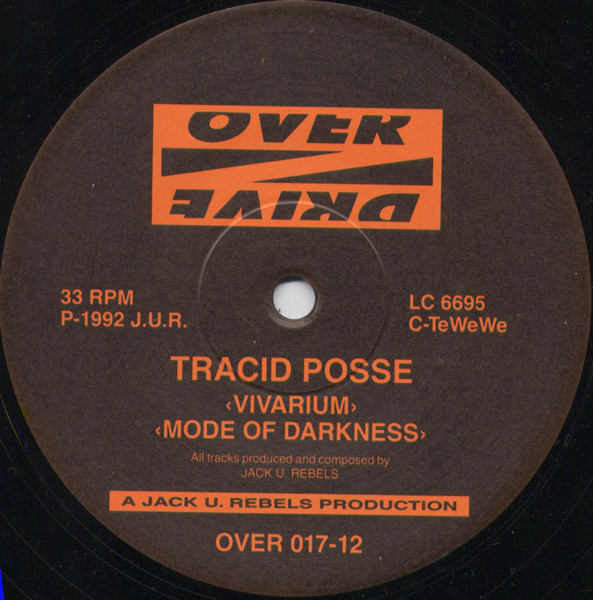 OVER
DRIVE
33 RPM
P-1992 J.U.R.
LC 6695
C-TeWeWe
TRACID POSSE
‹VIVARIUM›
‹MODE OF DARKNESS›
All tracks produced and composed by
JACK U. REBELS
A JACK U. REBELS PRODUCTION
OVER 017-12